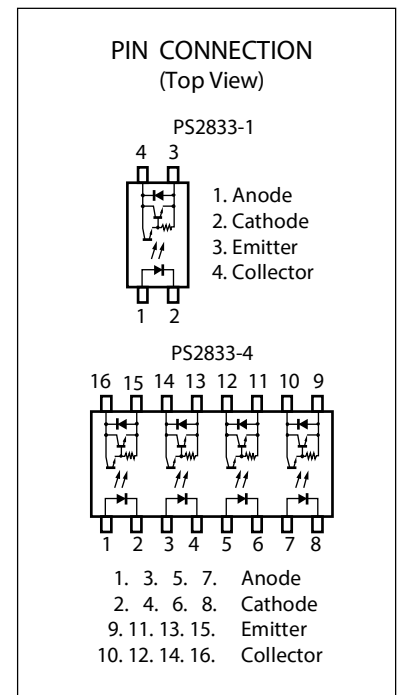 PIN CONNECTION
(Top View)
PS2833-1
4 3
1. Anode
2. Cathode
3. Emitter
4. Collector
1 2
PS2833-4
16 15 14 13 12 11 10 9
1 2 3 4 5 6 7 8
1. 3. 5. 7. Anode
2. 4. 6. 8. Cathode
9. 11. 13. 15. Emitter
10. 12. 14. 16. Collector